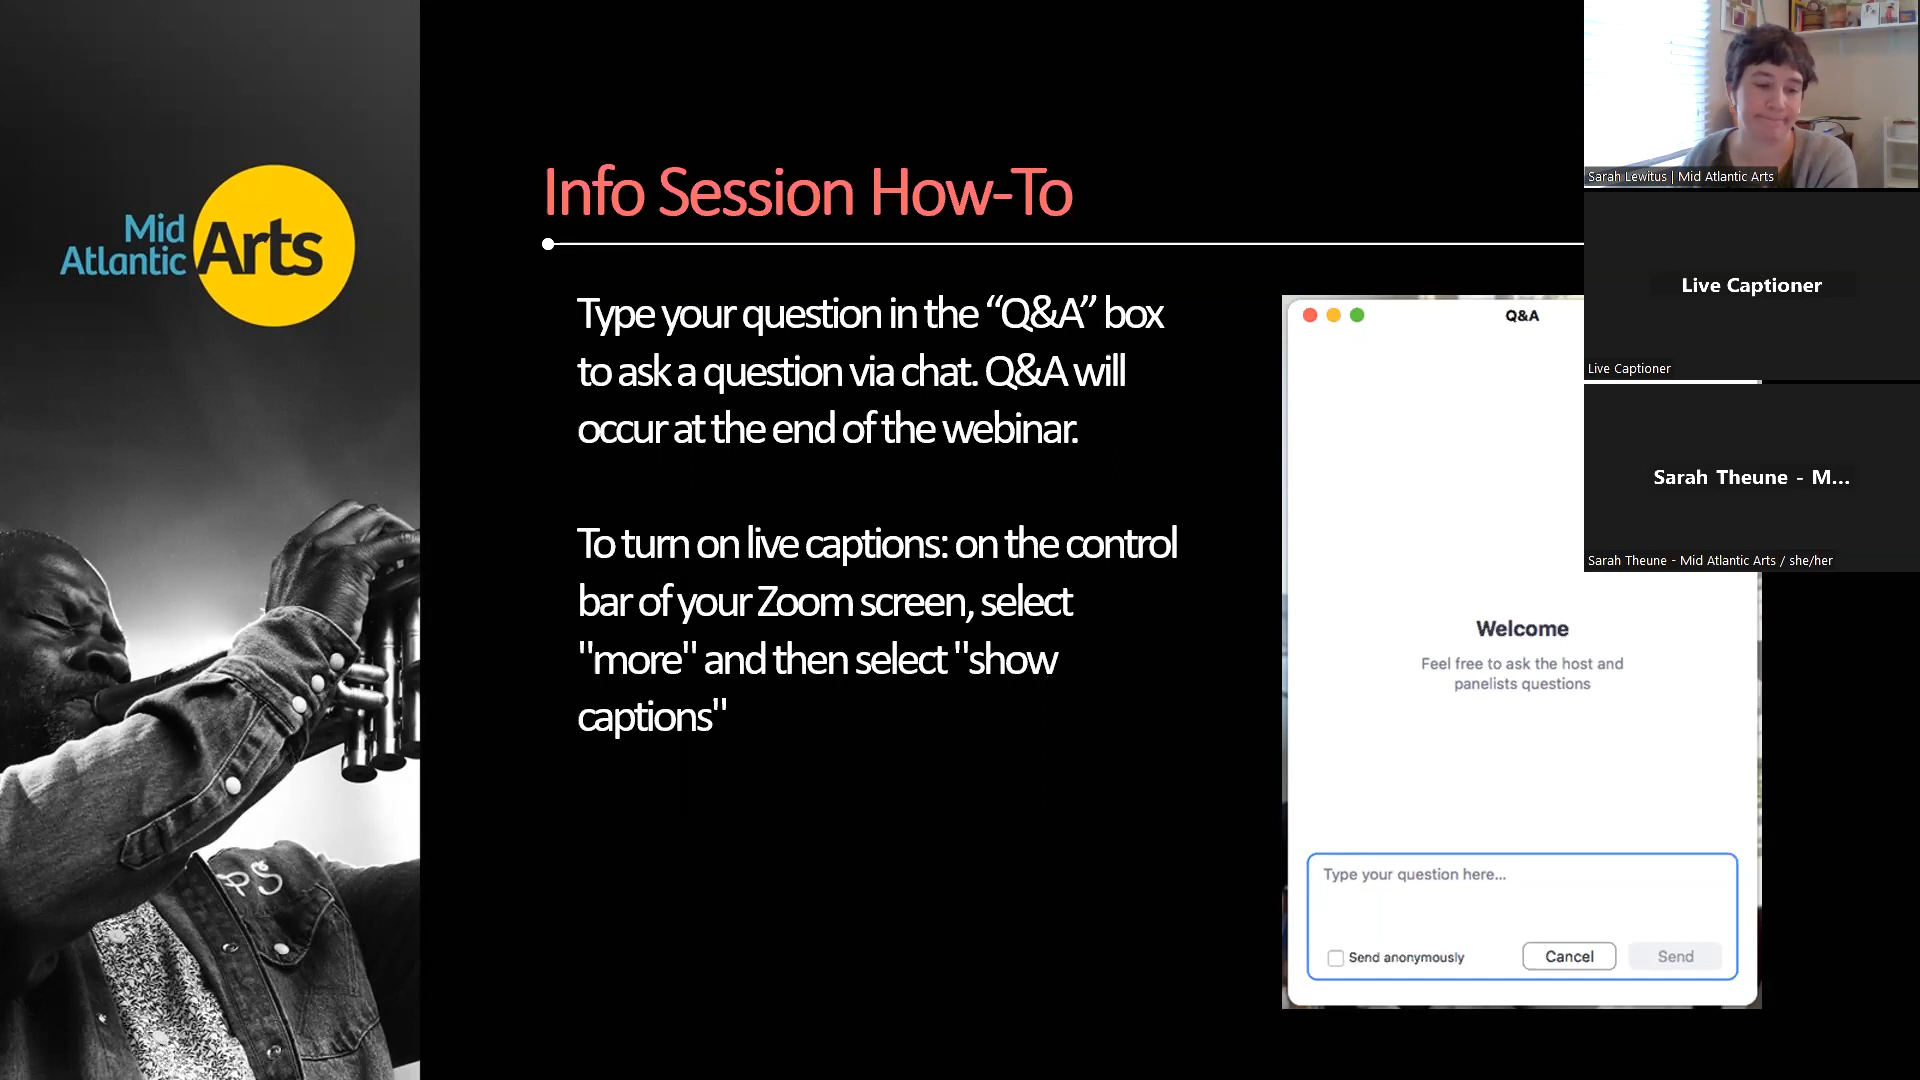 Mid
Atlantic
Arts
Info Session How-To
Type your question in the “Q&A” box
to ask a question via chat. Q&A will
occur at the end of the webinar.
To turn on live captions: on the control
bar of your Zoom screen, select
"more" and then select "show
captions"
Q&A
Welcome
Feel free to ask the host and
panelists questions
Type your question here...
Send anonymously
Cancel
Send
Sarah Lewitus | Mid Atlantic Arts
Live Captioner
Live Captioner
Sarah Theune - M...
Sarah Theune - Mid Atlantic Arts / she/her
PS